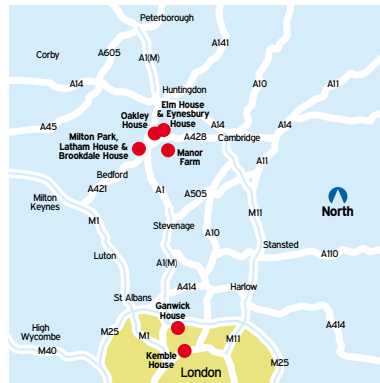 Peterborough
Corby
A605
A1(M)
A141
A14
Huntingdon
A10
A11
Elm House
& Eynesbury
House
Oakley
House
A45
A14
A14
Milton Park,
Latham House &
Brookdale House
A428
Cambridge
Manor
Farm
A11
Bedford
A421
A1
A505
Milton
Keynes
M1
M11
North
Stevenage
A10
Stansted
Luton
A1(M)
A110
A414
Harlow
St Albans
Ganwick
House
High
Wycombe
M25
M1
M11
A414
M40
Kemble
House
London
M25